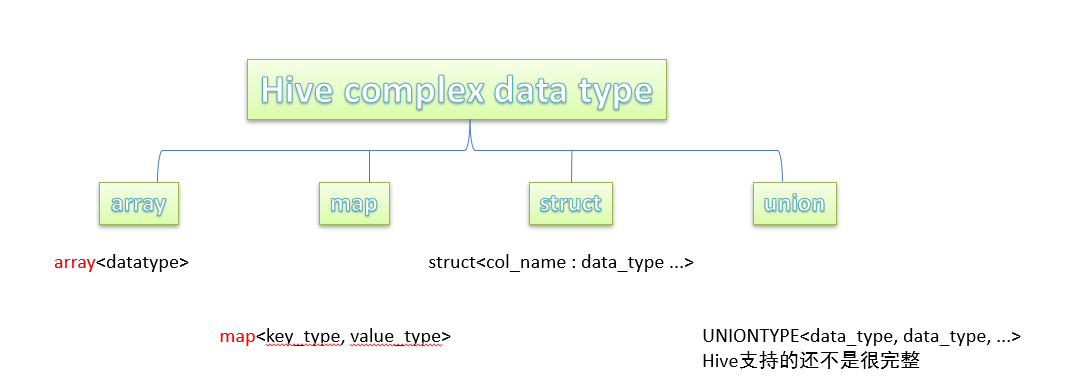 Hive complex data type
array
map
struct
union
array<datatype>
struct<col_name : data_type ...>
map<key_type, value_type>
UNIONTYPE<data_type, data_type, ...>
Hive支持的还不是很完整